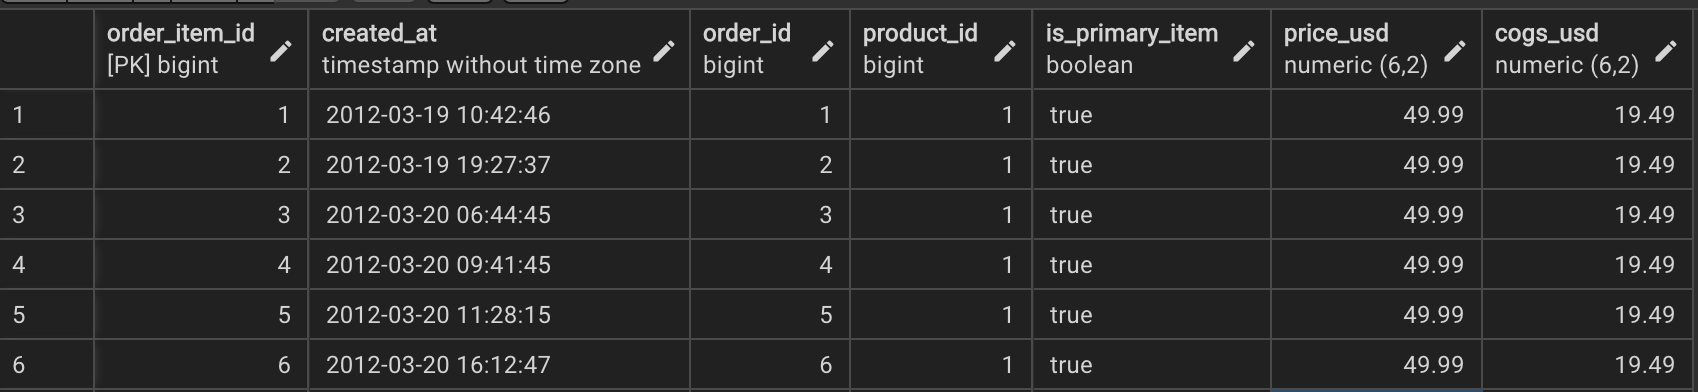 order_item_id created_at order_id product_id is_primary_item price_usd cogs_usd
[PK] bigint timestamp without time zone bigint bigint boolean numeric (6,2) numeric (6,2)
1 1 2012-03-19 10:42:46 1 1 true 49.99 19.49
2 2 2012-03-19 19:27:37 2 1 true 49.99 19.49
3 3 2012-03-20 06:44:45 3 1 true 49.99 19.49
4 4 2012-03-20 09:41:45 4 1 true 49.99 19.49
5 5 2012-03-20 11:28:15 5 1 true 49.99 19.49
6 6 2012-03-20 16:12:47 6 1 true 49.99 19.49